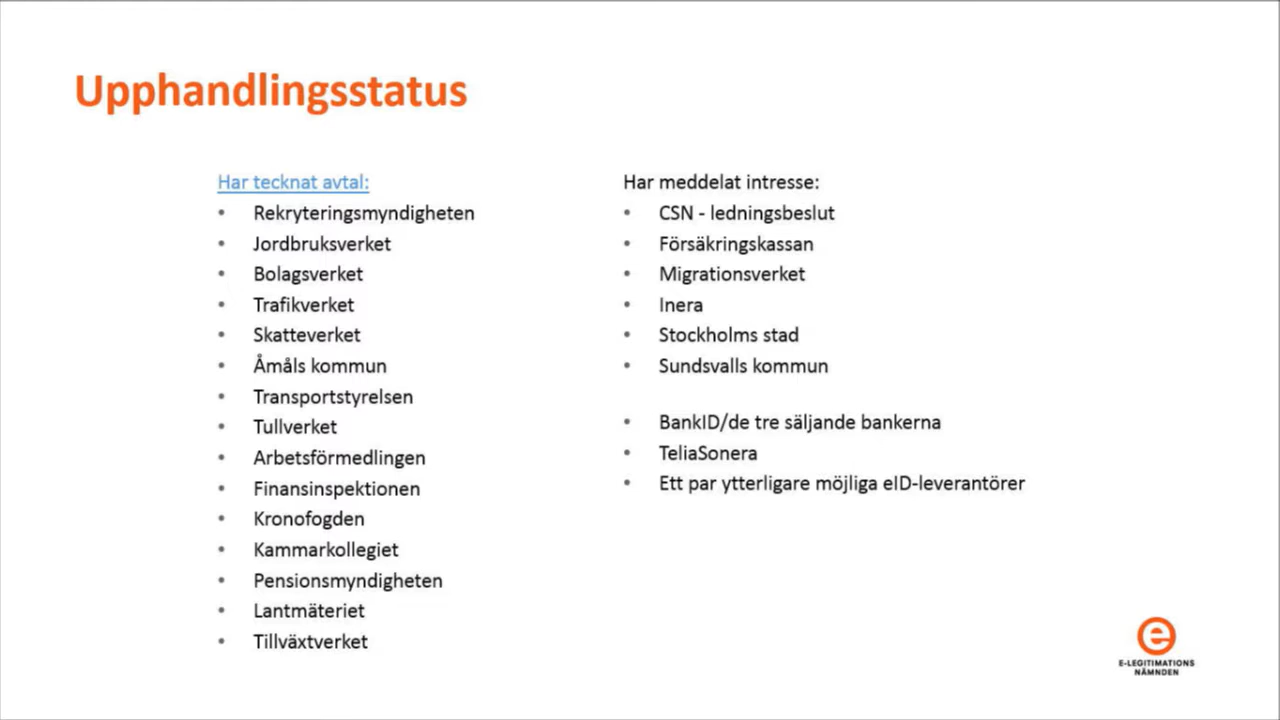 Upphandlingsstatus
Har tecknat avtal:
• Rekryteringsmyndigheten
• Jordbruksverket
• Bolagsverket
• Trafikverket
• Skatteverket
• Åmåls kommun
• Transportstyrelsen
• Tullverket
• Arbetsförmedlingen
• Finansinspektionen
• Kronofogden
• Kammarkollegiet
• Pensionsmyndigheten
• Lantmäteriet
• Tillväxtverket
Har meddelat intresse:
• CSN - ledningsbeslut
• Försäkringskassan
• Migrationsverket
• Inera
• Stockholms stad
• Sundsvalls kommun
• BankID/de tre säljande bankerna
• TeliaSonera
• Ett par ytterligare möjliga eID-leverantörer
e
E-LEGITIMATIONS
NÄMNDEN